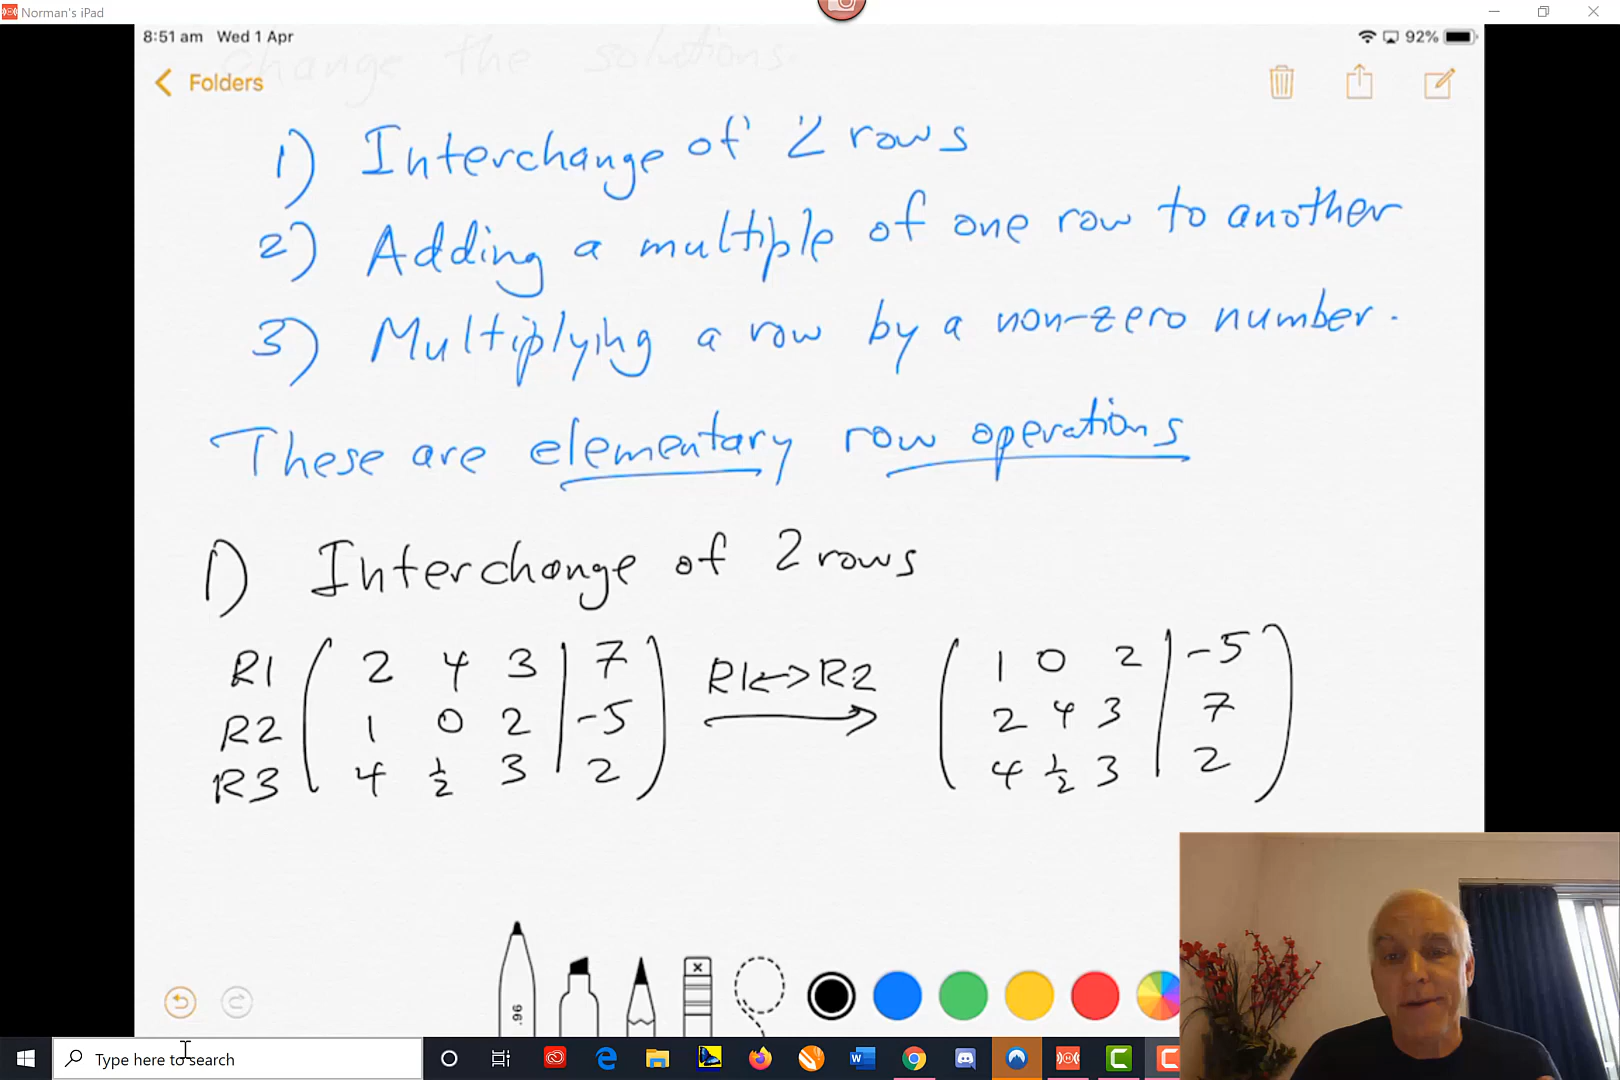 Norman's iPad
8:51 am Wed 1 Apr
92%
change the solutions.
Folders
1) Interchange of 2 rows
2) Adding a multiple of one row to another
3) Multiplying a row by a non-zero number.
These are elementary row operations
1) Interchange of 2 rows
R1 ( 2 4 3 | 7 )
R2 ( 1 0 2 | -5 )
R3 ( 4 1/2 3 | 2 )
R1<->R2
( 1 0 2 | -5 )
( 2 4 3 | 7 )
( 4 1/2 3 | 2 )
.96
Type here to search